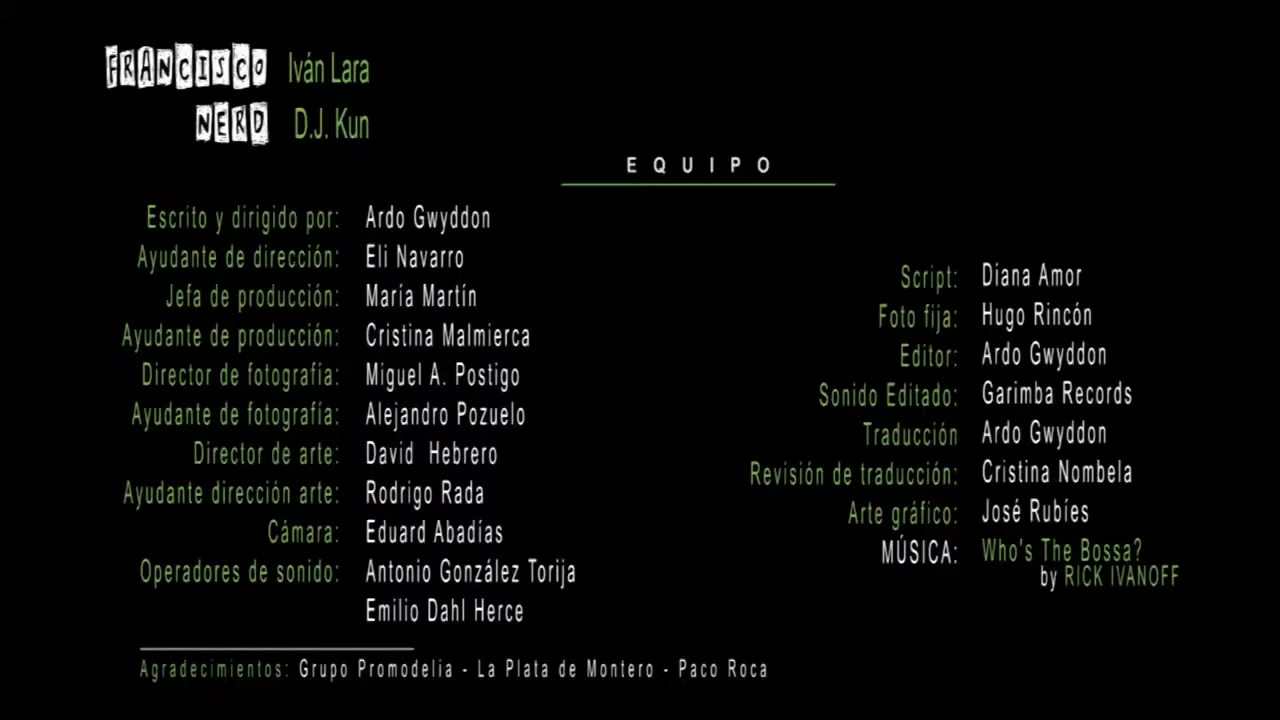 FRANCISCO Iván Lara
NERD D.J. Kun
EQUIPO
Escrito y dirigido por: Ardo Gwyddon
Ayudante de dirección: Eli Navarro
Jefa de producción: María Martín
Ayudante de producción: Cristina Malmierca
Director de fotografía: Miguel A. Postigo
Ayudante de fotografía: Alejandro Pozuelo
Director de arte: David Hebrero
Ayudante dirección arte: Rodrigo Rada
Cámara: Eduard Abadías
Operadores de sonido: Antonio González Torija
Emilio Dahl Herce
Script: Diana Amor
Foto fija: Hugo Rincón
Editor: Ardo Gwyddon
Sonido Editado: Garimba Records
Traducción Ardo Gwyddon
Revisión de traducción: Cristina Nombela
Arte gráfico: José Rubíes
MÚSICA: Who's The Bossa?
by RICK IVANOFF
Agradecimientos: Grupo Promodelia - La Plata de Montero - Paco Roca